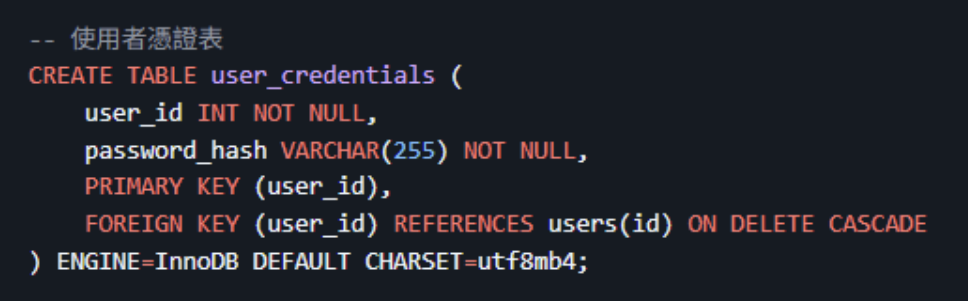 -- 使用者憑證表
CREATE TABLE user_credentials (
    user_id INT NOT NULL,
    password_hash VARCHAR(255) NOT NULL,
    PRIMARY KEY (user_id),
    FOREIGN KEY (user_id) REFERENCES users(id) ON DELETE CASCADE
) ENGINE=InnoDB DEFAULT CHARSET=utf8mb4;